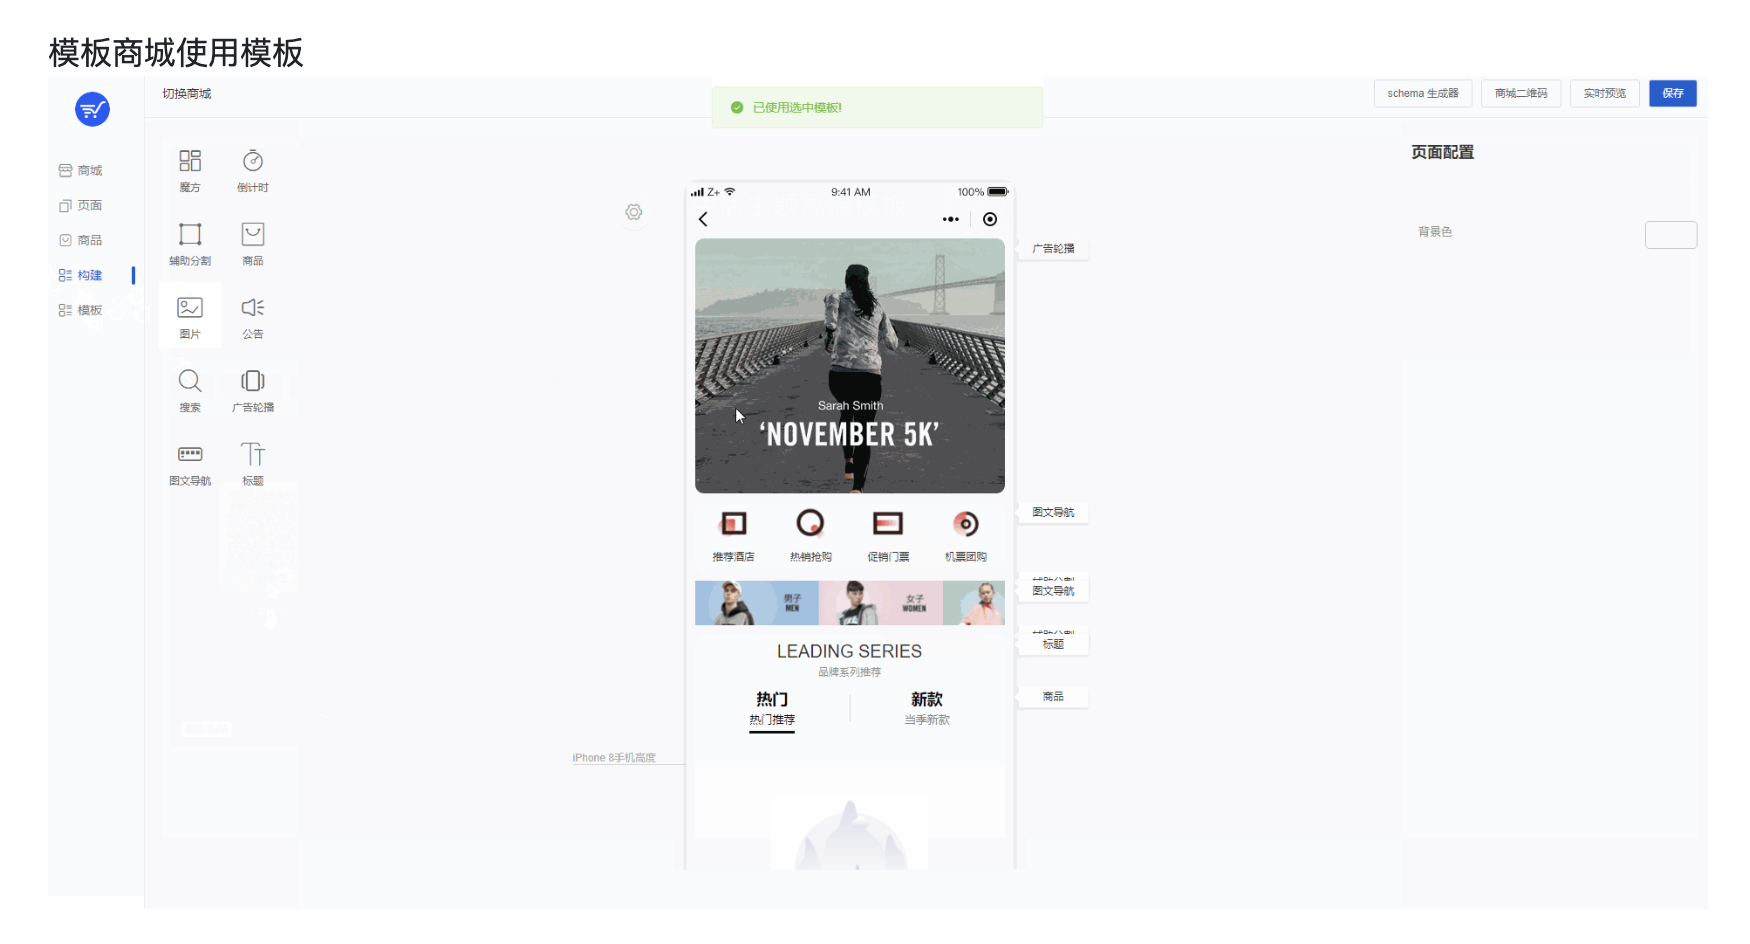 模板商城使用模板
切换商城
已使用选中模板!
schema 生成器
商城二维码
实时预览
保存
商城
页面
商品
构建
模板
魔方
倒计时
辅助分割
商品
图片
公告
搜索
广告轮播
图文导航
标题
Z+
9:41 AM
100%
Sarah Smith
‘NOVEMBER 5K’
推荐酒店
热销抢购
促销门票
机票团购
男子
MEN
女子
WOMEN
LEADING SERIES
品牌系列推荐
热门
新款
热门推荐
当季新款
iPhone 8手机高度
广告轮播
图文导航
图文导航
标题
商品
页面配置
背景色